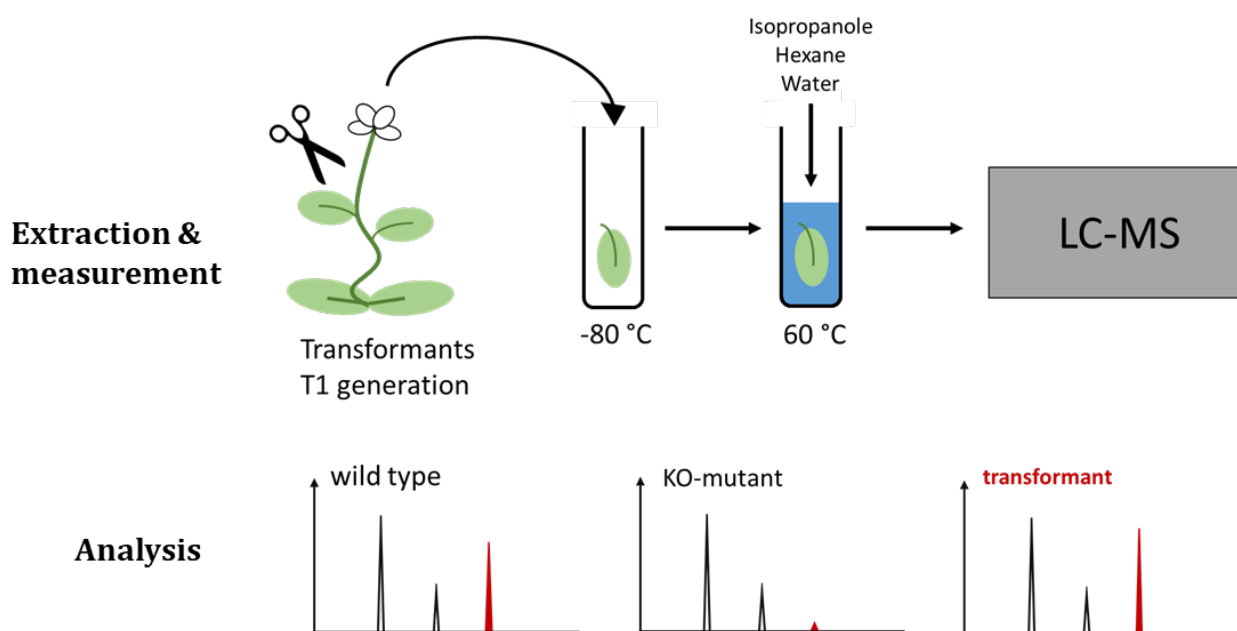 Isopropanole
Hexane
Water
Extraction &
measurement
LC-MS
-80 °C
60 °C
Transformants
T1 generation
wild type
KO-mutant
transformant
Analysis